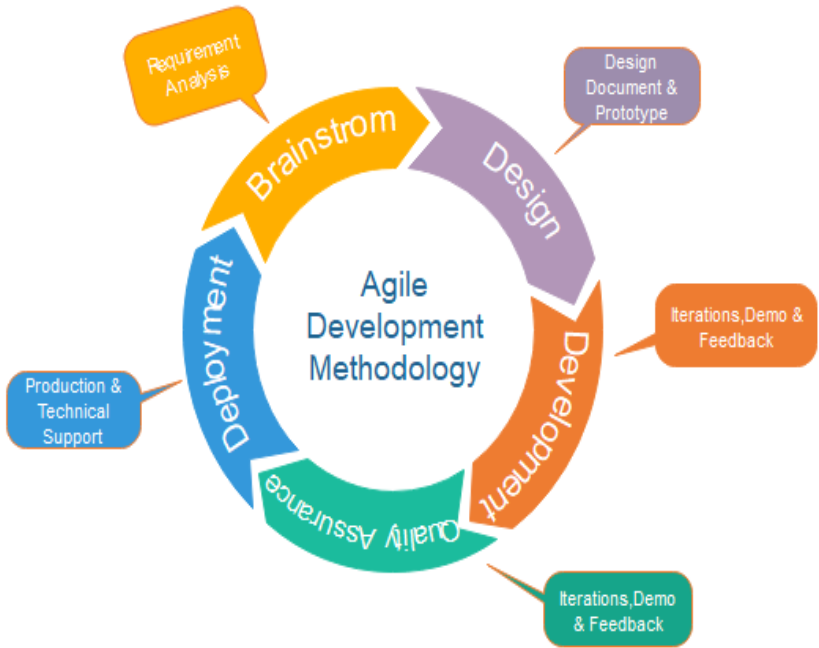 Requirement
Analysis
Brainstrom
Design
Document &
Prototype
Design
Iterations,Demo &
Feedback
Development
Iterations,Demo
& Feedback
Quality Assurance
Production &
Technical
Support
Deployment
Agile
Development
Methodology